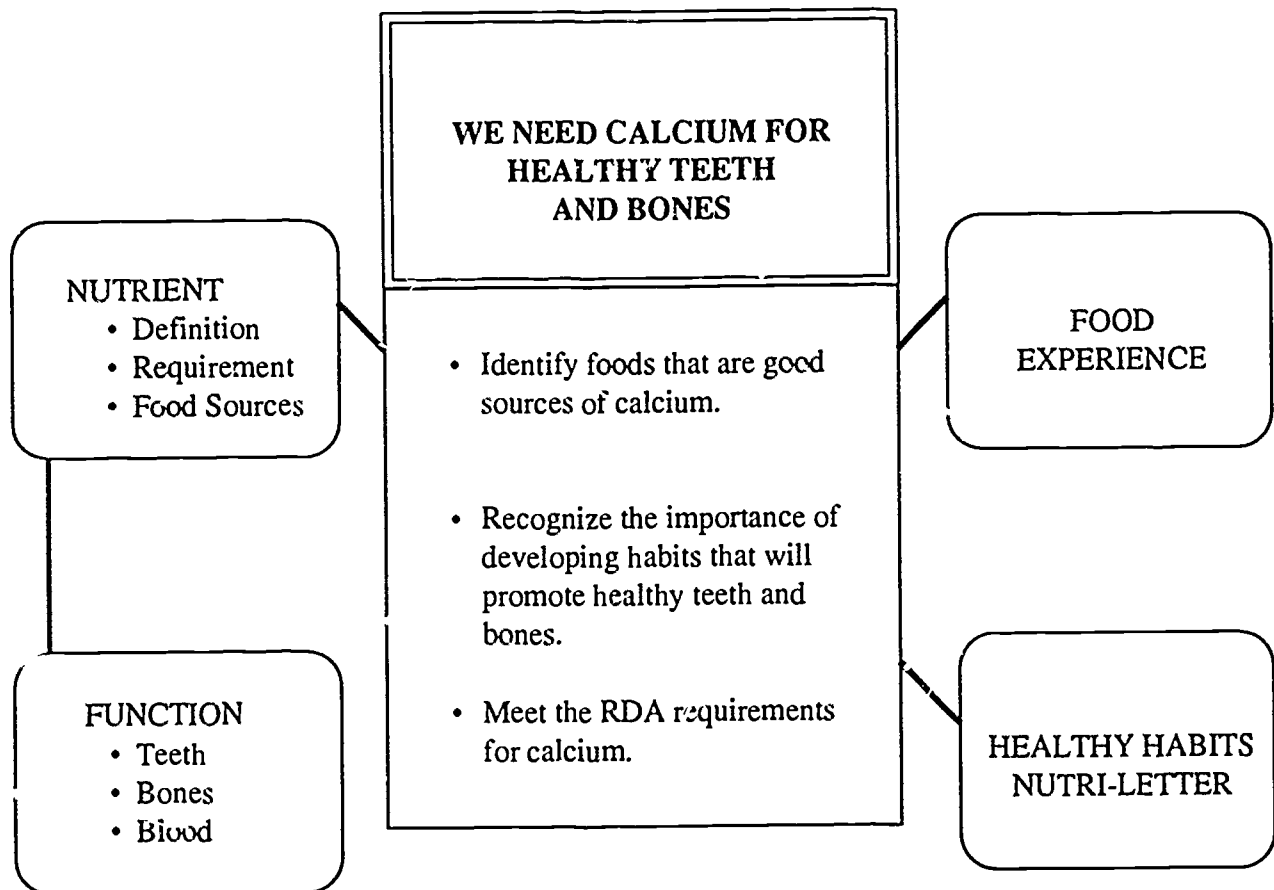 WE NEED CALCIUM FOR
HEALTHY TEETH
AND BONES
NUTRIENT
• Definition
• Requirement
• Food Sources
FUNCTION
• Teeth
• Bones
• Blood
• Identify foods that are good
sources of calcium.
• Recognize the importance of
developing habits that will
promote healthy teeth and
bones.
• Meet the RDA requirements
for calcium.
FOOD
EXPERIENCE
HEALTHY HABITS
NUTRI-LETTER